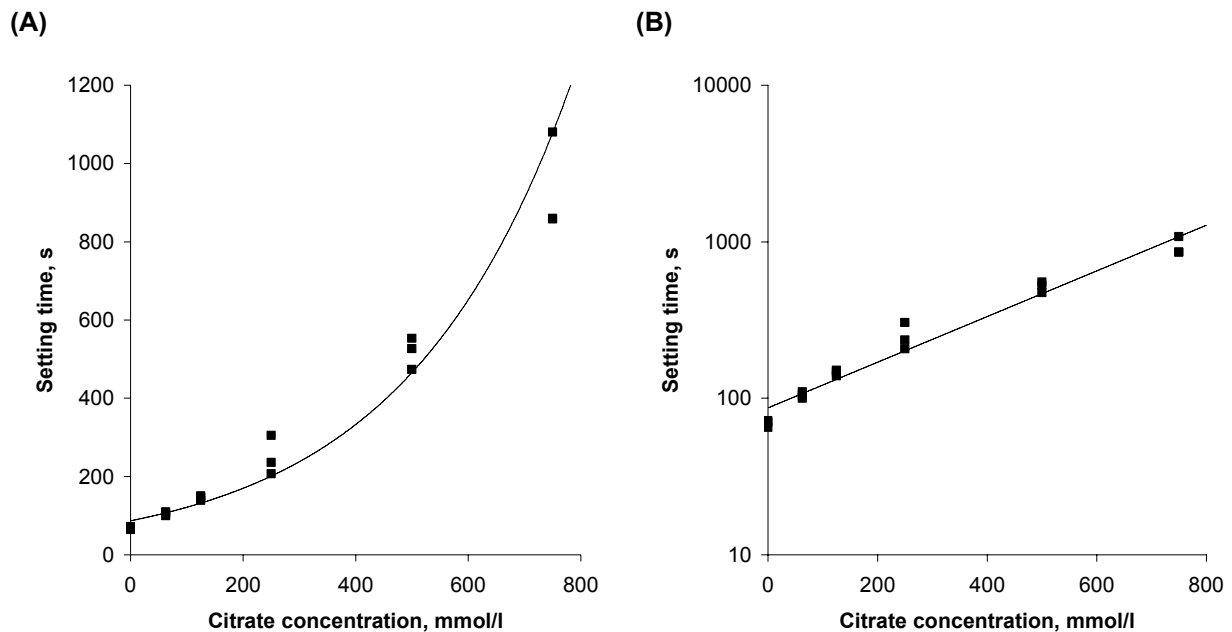 (A)
1200
1000
800
600
400
200
0
Setting time, s
0 200 400 600 800
Citrate concentration, mmol/l
(B)
10000
1000
100
10
Setting time, s
0 200 400 600 800
Citrate concentration, mmol/l